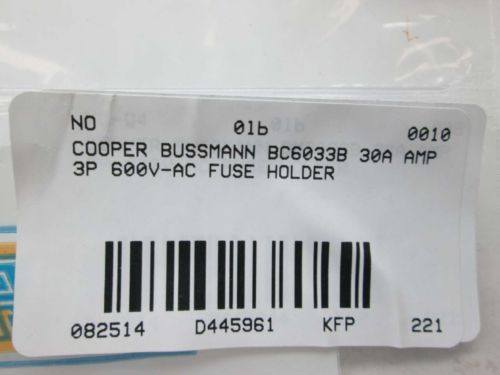 NO 01b 0010
COOPER BUSSMANN BC6033B 30A AMP
3P 600V-AC FUSE HOLDER
082514 D445961 KFP 221